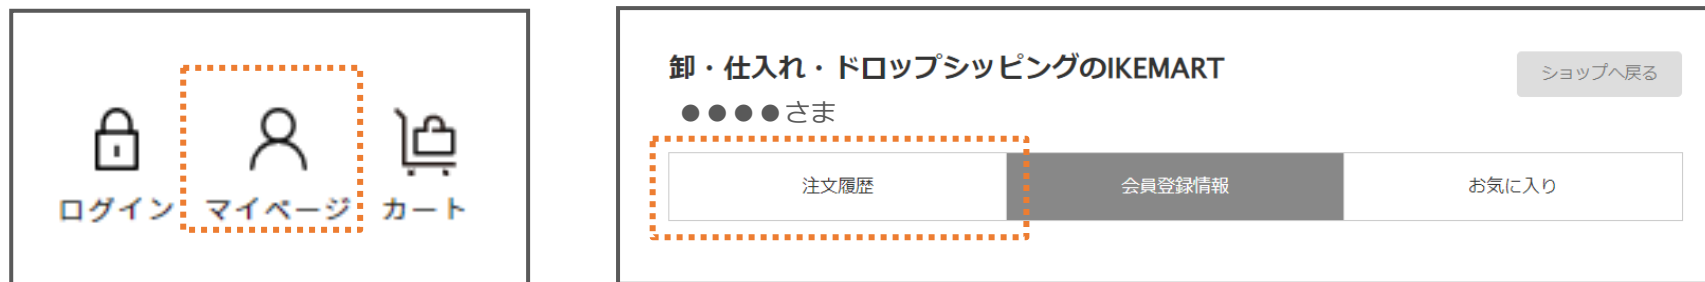 ログイン
マイページ
カート
卸・仕入れ・ドロップシッピングのIKEMART
ショップへ戻る
●●●●さま
注文履歴
会員登録情報
お気に入り